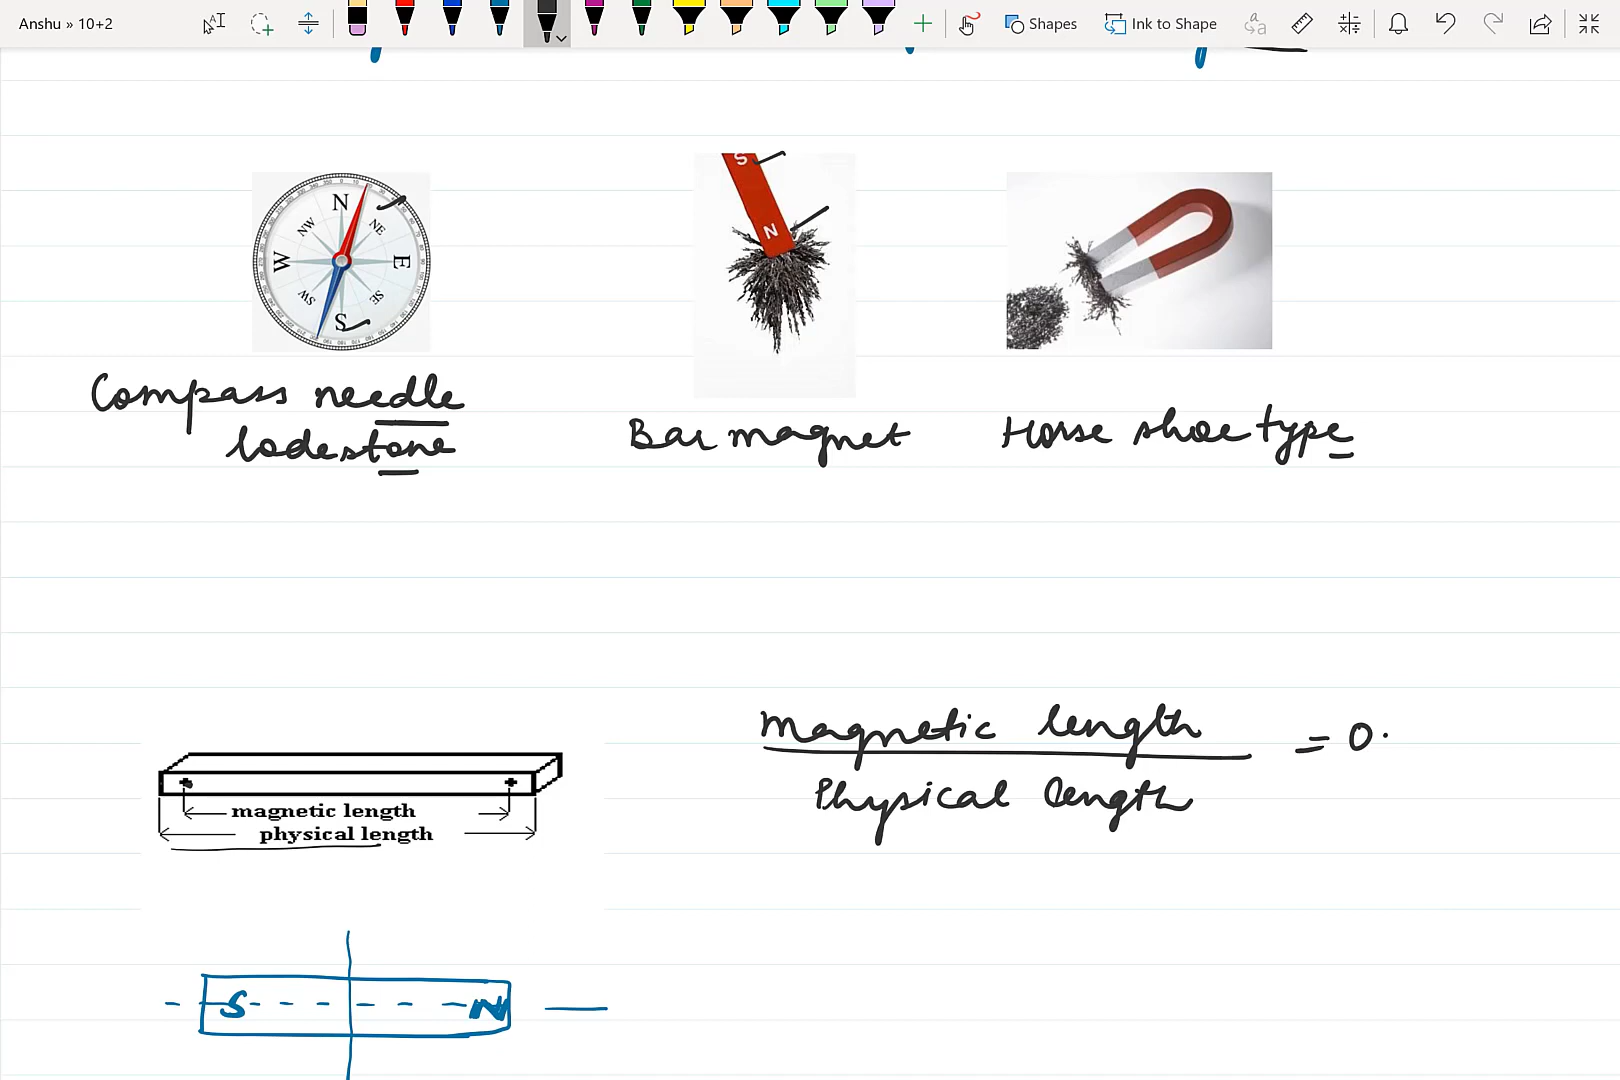 Anshu » 10+2
Shapes
Ink to Shape
N
NW
NE
W
E
SW
SE
S
S
N
Compass needle
lodestone
Bar magnet
Horse shoe type
magnetic length
Physical length
= 0.
magnetic length
physical length
S
N